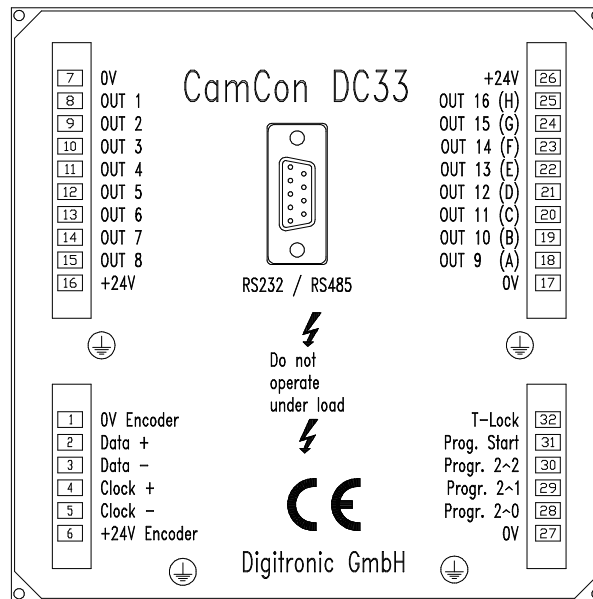 CamCon DC33
7 0V
8 OUT 1
9 OUT 2
10 OUT 3
11 OUT 4
12 OUT 5
13 OUT 6
14 OUT 7
15 OUT 8
16 +24V
+24V 26
OUT 16 (H) 25
OUT 15 (G) 24
OUT 14 (F) 23
OUT 13 (E) 22
OUT 12 (D) 21
OUT 11 (C) 20
OUT 10 (B) 19
OUT 9 (A) 18
0V 17
RS232 / RS485
Do not
operate
under load
1 0V Encoder
2 Data +
3 Data -
4 Clock +
5 Clock -
6 +24V Encoder
T-Lock 32
Prog. Start 31
Progr. 2^2 30
Progr. 2^1 29
Progr. 2^0 28
0V 27
CE
Digitronic GmbH